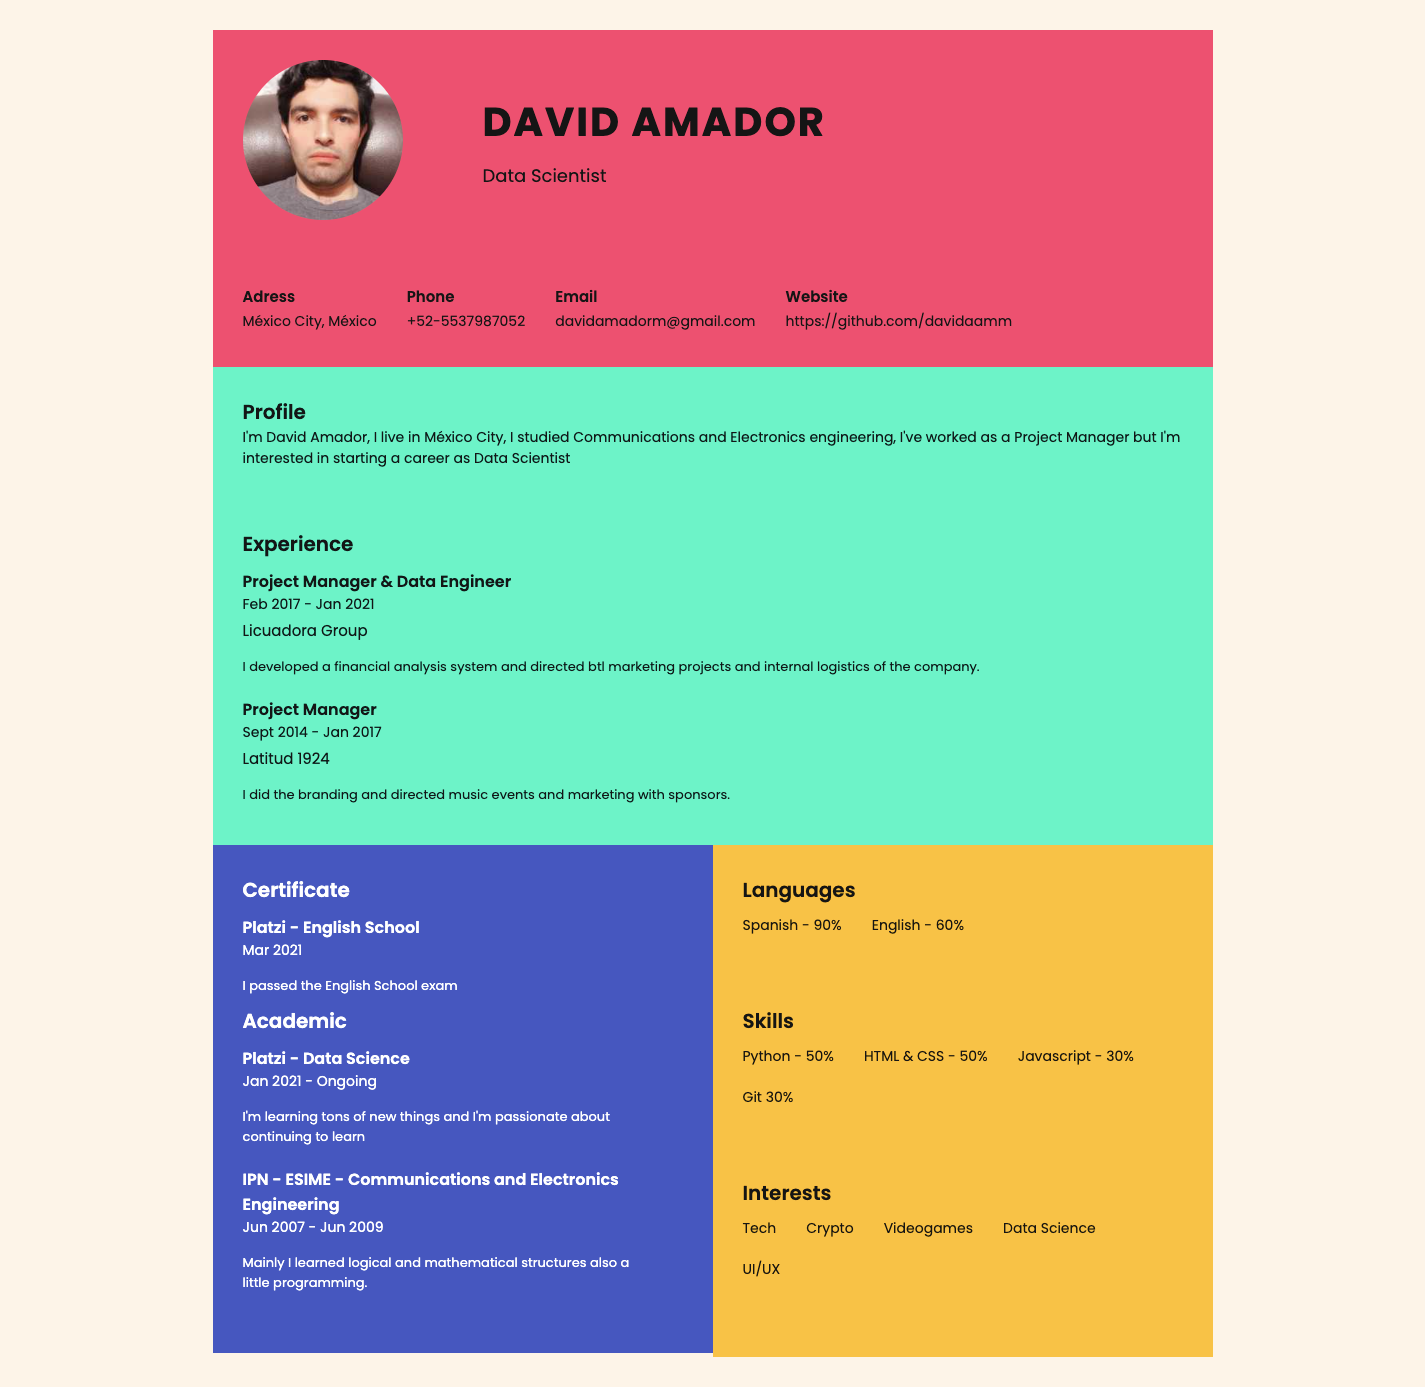 DAVID AMADOR
Data Scientist
Adress
México City, México
Phone
+52-5537987052
Email
davidamadorm@gmail.com
Website
https://github.com/davidaamm
Profile
I'm David Amador, I live in México City, I studied Communications and Electronics engineering, I've worked as a Project Manager but I'm
interested in starting a career as Data Scientist
Experience
Project Manager & Data Engineer
Feb 2017 - Jan 2021
Licuadora Group
I developed a financial analysis system and directed btl marketing projects and internal logistics of the company.
Project Manager
Sept 2014 - Jan 2017
Latitud 1924
I did the branding and directed music events and marketing with sponsors.
Certificate
Platzi - English School
Mar 2021
I passed the English School exam
Academic
Platzi - Data Science
Jan 2021 - Ongoing
I'm learning tons of new things and I'm passionate about
continuing to learn
IPN - ESIME - Communications and Electronics
Engineering
Jun 2007 - Jun 2009
Mainly I learned logical and mathematical structures also a
little programming.
Languages
Spanish - 90% English - 60%
Skills
Python - 50% HTML & CSS - 50% Javascript - 30%
Git 30%
Interests
Tech Crypto Videogames Data Science
UI/UX